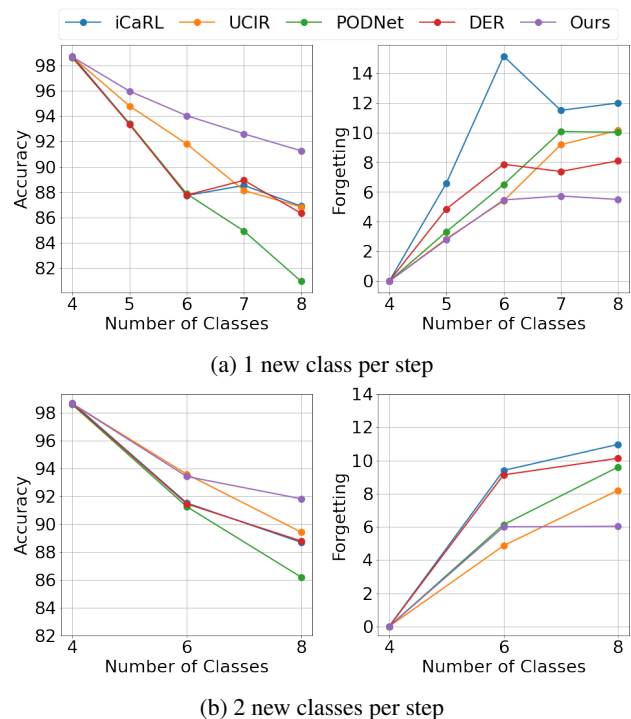 iCaRL UCIR PODNet DER Ours
98
96
94
92
90
88
86
84
82
Accuracy
4 5 6 7 8
Number of Classes
14
12
10
8
6
4
2
0
Forgetting
4 5 6 7 8
Number of Classes
(a) 1 new class per step
98
96
94
92
90
88
86
84
82
Accuracy
4 6 8
Number of Classes
14
12
10
8
6
4
2
0
Forgetting
4 6 8
Number of Classes
(b) 2 new classes per step